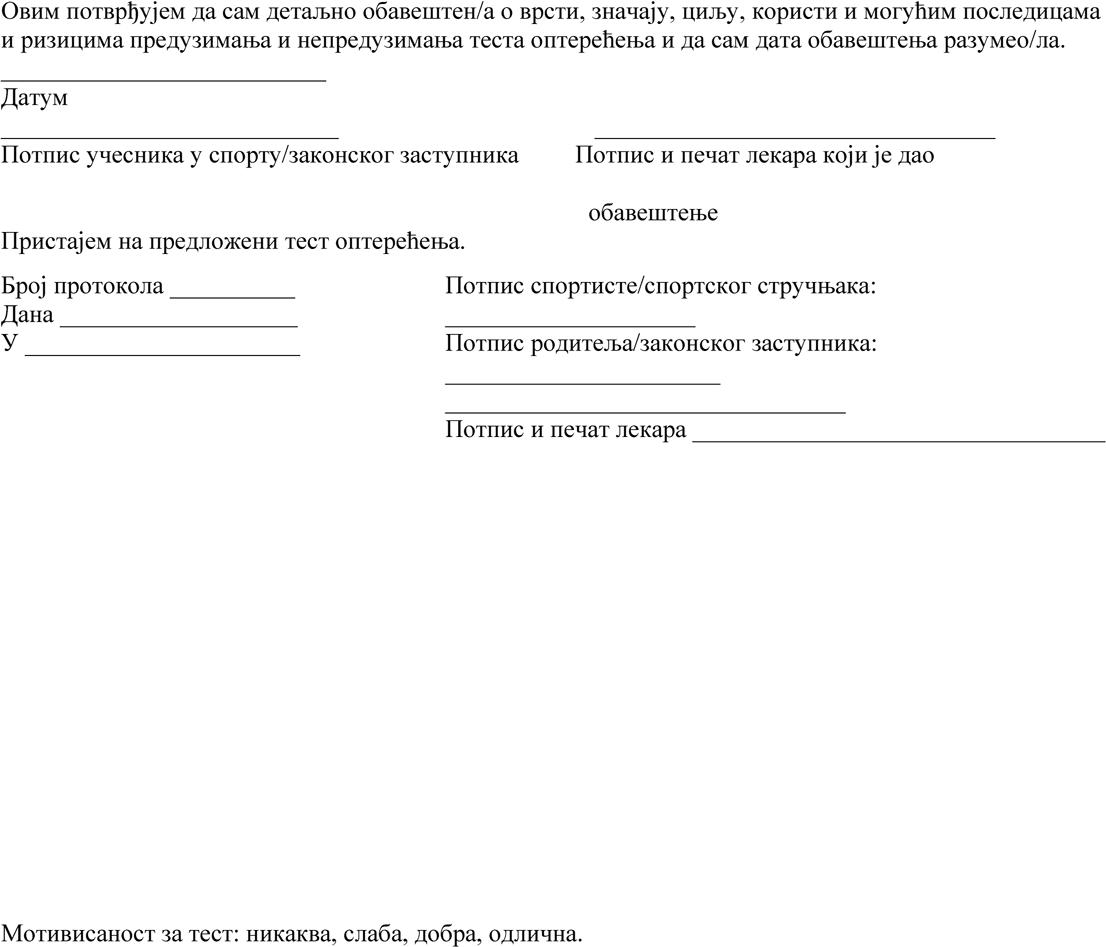 Овим потврђујем да сам детаљно обавештен/а о врсти, значају, циљу, користи и могућим последицама
и ризицима предузимања и непредузимања теста оптерећења и да сам дата обавештења разумео/ла.
__________________________
Датум
___________________________ ________________________________
Потпис учесника у спорту/законског заступника Потпис и печат лекара који је дао
обавештење
Пристајем на предложени тест оптерећења.
Број протокола __________ Потпис спортисте/спортског стручњака:
Дана ___________________ ____________________
У ______________________ Потпис родитеља/законског заступника:
______________________
________________________________
Потпис и печат лекара _________________________________
Мотивисаност за тест: никаква, слаба, добра, одлична.